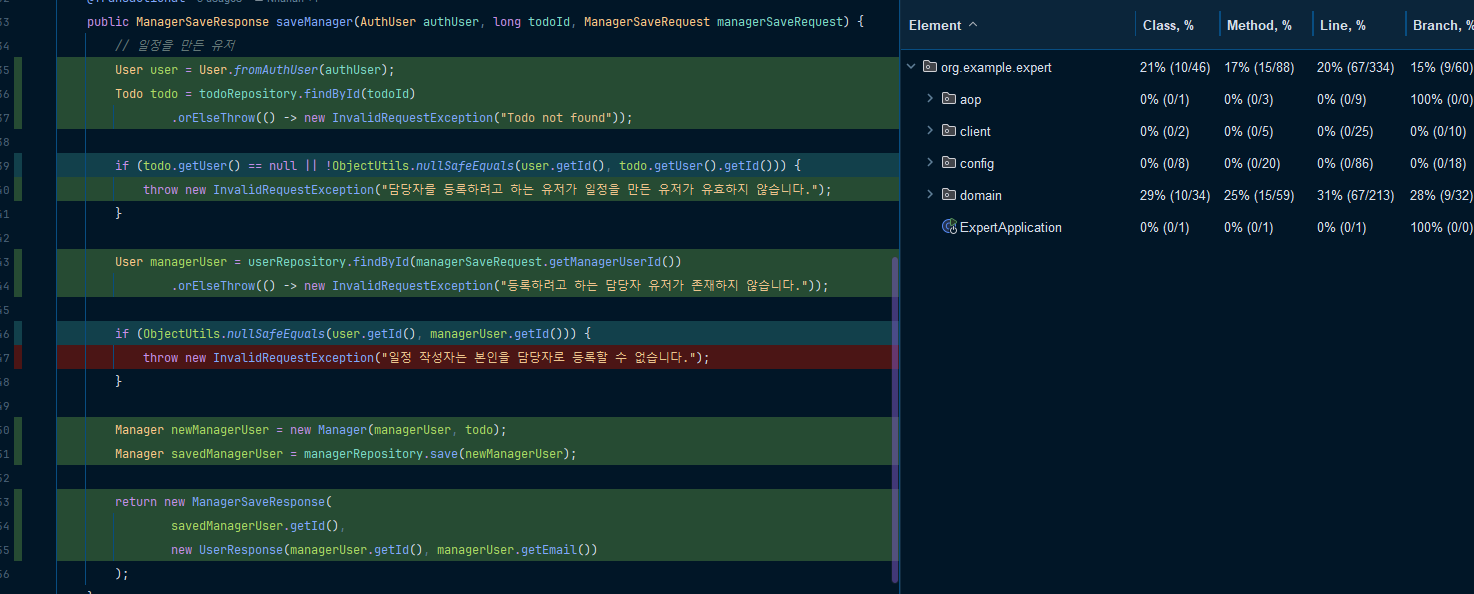 public ManagerSaveResponse saveManager(AuthUser authUser, long todoId, ManagerSaveRequest managerSaveRequest) {
// 일정을 만든 유저
User user = User.fromAuthUser(authUser);
Todo todo = todoRepository.findById(todoId)
.orElseThrow(() -> new InvalidRequestException("Todo not found"));
if (todo.getUser() == null || !ObjectUtils.nullSafeEquals(user.getId(), todo.getUser().getId())) {
throw new InvalidRequestException("담당자를 등록하려고 하는 유저가 일정을 만든 유저가 유효하지 않습니다.");
}
User managerUser = userRepository.findById(managerSaveRequest.getManagerUserId())
.orElseThrow(() -> new InvalidRequestException("등록하려고 하는 담당자 유저가 존재하지 않습니다."));
if (ObjectUtils.nullSafeEquals(user.getId(), managerUser.getId())) {
throw new InvalidRequestException("일정 작성자는 본인을 담당자로 등록할 수 없습니다.");
}
Manager newManagerUser = new Manager(managerUser, todo);
Manager savedManagerUser = managerRepository.save(newManagerUser);
return new ManagerSaveResponse(
savedManagerUser.getId(),
new UserResponse(managerUser.getId(), managerUser.getEmail())
);
Element Class, % Method, % Line, % Branch, %
org.example.expert 21% (10/46) 17% (15/88) 20% (67/334) 15% (9/60)
aop 0% (0/1) 0% (0/3) 0% (0/9) 100% (0/0)
client 0% (0/2) 0% (0/5) 0% (0/25) 0% (0/10)
config 0% (0/8) 0% (0/20) 0% (0/86) 0% (0/18)
domain 29% (10/34) 25% (15/59) 31% (67/213) 28% (9/32)
ExpertApplication 0% (0/1) 0% (0/1) 0% (0/1) 100% (0/0)